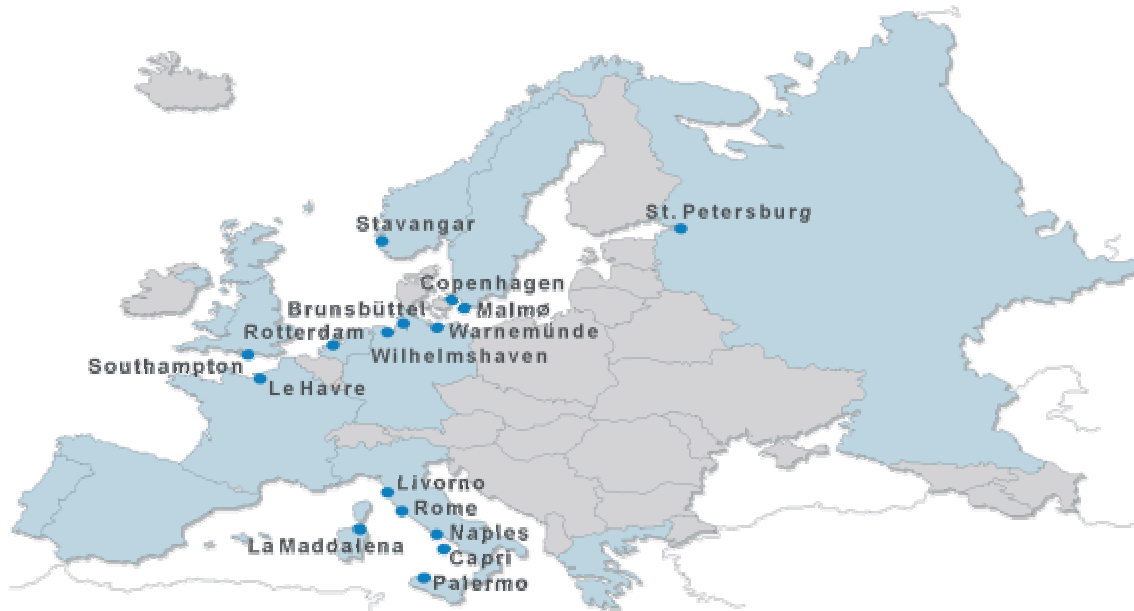 Stavangar
St. Petersburg
Copenhagen
Brunsbüttel
Malmø
Rotterdam
Warnemünde
Wilhelmshaven
Southampton
Le Havre
Livorno
Rome
Naples
La Maddalena
Capri
Palermo